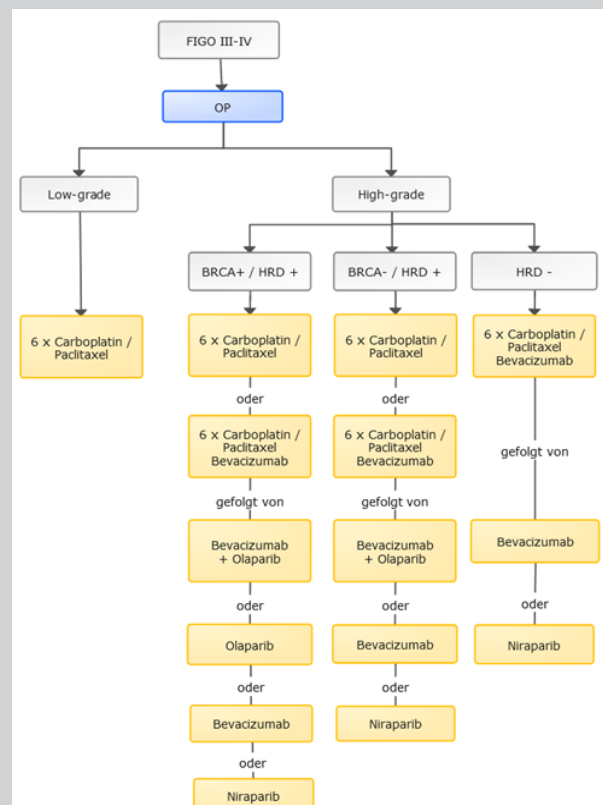 FIGO III-IV
OP
Low-grade
High-grade
BRCA+ / HRD +
BRCA- / HRD +
HRD -
6 x Carboplatin /
Paclitaxel
6 x Carboplatin /
Paclitaxel
oder
6 x Carboplatin /
Paclitaxel
Bevacizumab
gefolgt von
Bevacizumab
+ Olaparib
oder
Olaparib
oder
Bevacizumab
oder
Niraparib
6 x Carboplatin /
Paclitaxel
oder
6 x Carboplatin /
Paclitaxel
Bevacizumab
gefolgt von
Bevacizumab
+ Olaparib
oder
Bevacizumab
oder
Niraparib
6 x Carboplatin /
Paclitaxel
Bevacizumab
gefolgt von
Bevacizumab
oder
Niraparib